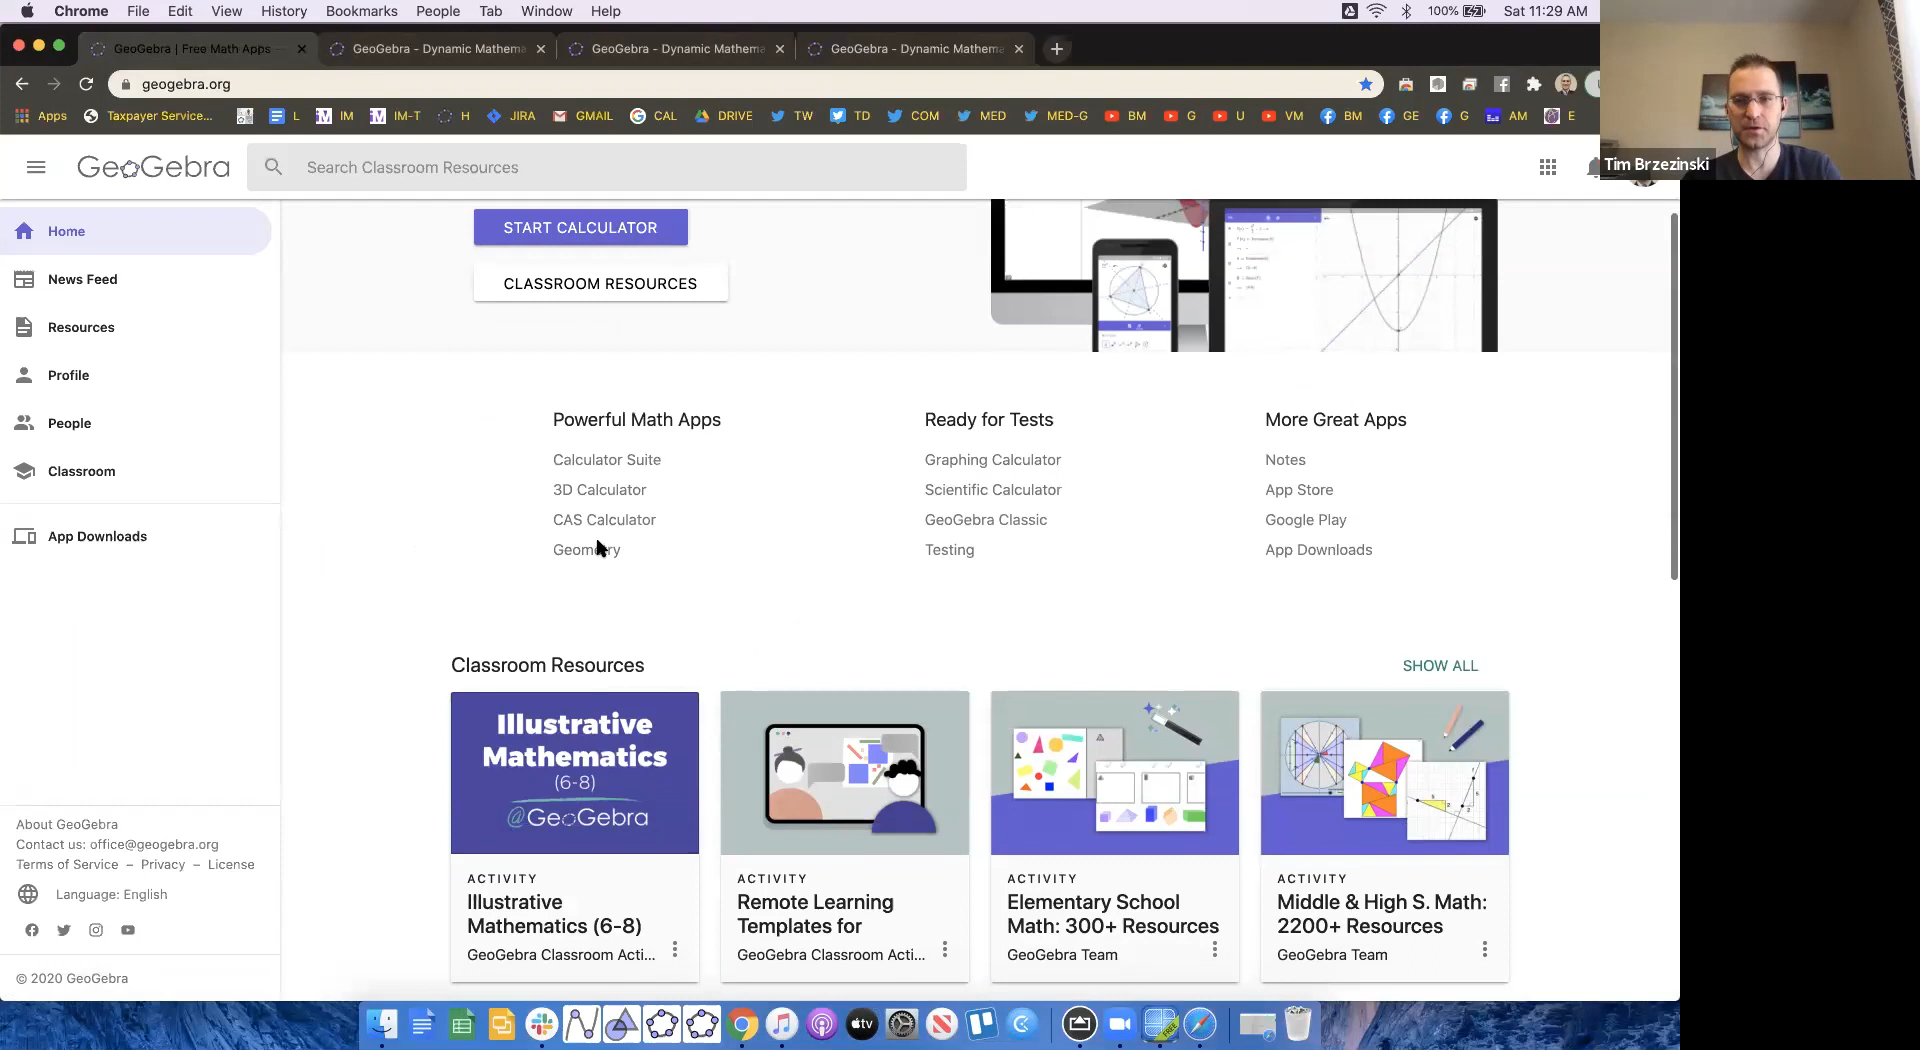 Chrome File Edit View History Bookmarks People Tab Window Help
100% Sat 11:29 AM
GeoGebra | Free Math Apps
GeoGebra - Dynamic Mathema
GeoGebra - Dynamic Mathema
GeoGebra - Dynamic Mathema
geogebra.org
Apps Taxpayer Service... L IM IM-T H JIRA GMAIL CAL DRIVE TW TD COM MED MED-G BM G U VM BM GE G AM E
Tim Brzezinski
GeoGebra
Search Classroom Resources
Home
News Feed
Resources
Profile
People
Classroom
App Downloads
About GeoGebra
Contact us: office@geogebra.org
Terms of Service – Privacy – License
Language: English
© 2020 GeoGebra
START CALCULATOR
CLASSROOM RESOURCES
Powerful Math Apps
Calculator Suite
3D Calculator
CAS Calculator
Geometry
Ready for Tests
Graphing Calculator
Scientific Calculator
GeoGebra Classic
Testing
More Great Apps
Notes
App Store
Google Play
App Downloads
Classroom Resources
SHOW ALL
Illustrative
Mathematics
(6-8)
@GeoGebra
ACTIVITY
Illustrative
Mathematics (6-8)
GeoGebra Classroom Acti...
ACTIVITY
Remote Learning
Templates for
GeoGebra Classroom Acti...
ACTIVITY
Elementary School
Math: 300+ Resources
GeoGebra Team
ACTIVITY
Middle & High S. Math:
2200+ Resources
GeoGebra Team
tv
FREE